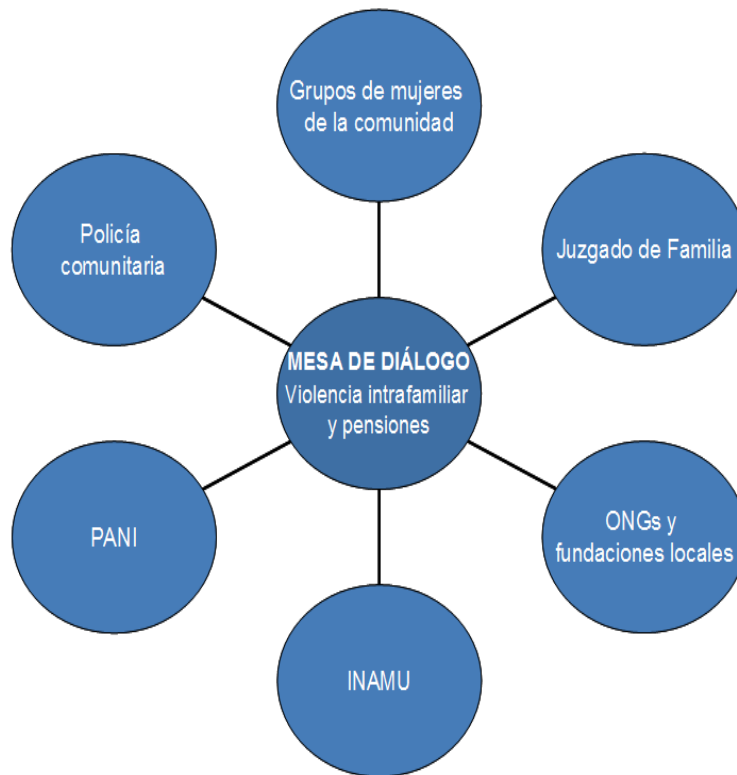 Grupos de mujeres
de la comunidad
Policía
comunitaria
Juzgado de Familia
MESA DE DIÁLOGO
Violencia intrafamiliar
y pensiones
PANI
ONGs y
fundaciones locales
INAMU